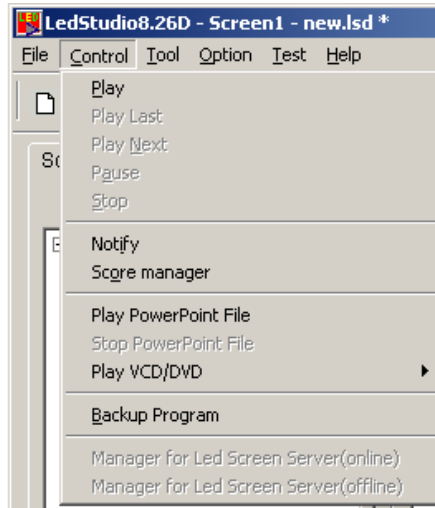 LedStudio8.26D - Screen1 - new.lsd *
File Control Tool Option Test Help
Play
Play Last
Play Next
Pause
Stop
Notify
Score manager
Play PowerPoint File
Stop PowerPoint File
Play VCD/DVD
Backup Program
Manager for Led Screen Server(online)
Manager for Led Screen Server(offline)